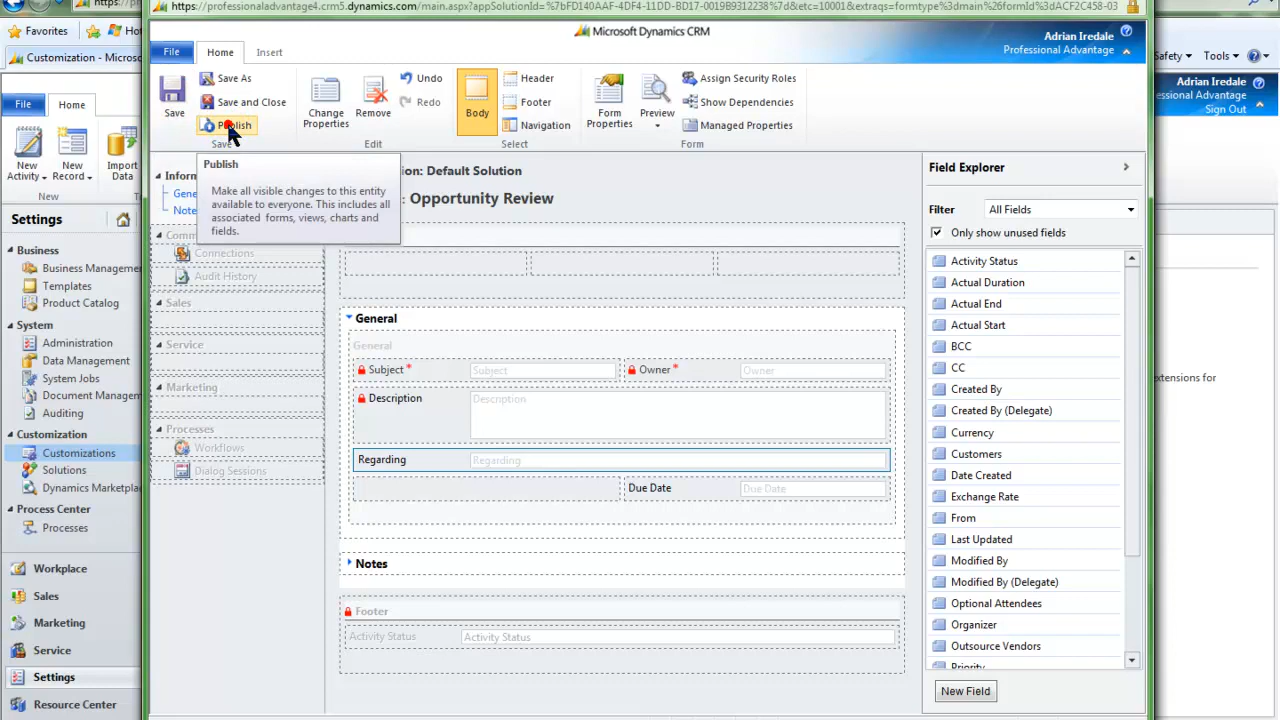 https://professionaladvantage4.crm5.dynamics.com/main.aspx?appSolutionId=%7bFD140AAF-4DF4-11DD-BD17-0019B9312238%7d&etc=10001&extraqs=formtype%3dmain%26formId%3dACF2C458-03
Favorites
Customization - Microso
Safety
Tools
Microsoft Dynamics CRM
Adrian Iredale
Professional Advantage
File
Home
Insert
Save
Save As
Save and Close
Publish
Save
Change
Properties
Remove
Undo
Redo
Edit
Body
Header
Footer
Navigation
Select
Form
Properties
Preview
Assign Security Roles
Show Dependencies
Managed Properties
Form
Adrian Iredale
Sign Out
File
Home
New
Activity
New
Record
Import
Data
New
Publish
Make all visible changes to this entity
available to everyone. This includes all
associated forms, views, charts and
fields.
Settings
Business
Business Manageme
Templates
Product Catalog
System
Administration
Data Management
System Jobs
Document Managem
Auditing
Customization
Customizations
Solutions
Dynamics Marketpla
Process Center
Processes
Workplace
Sales
Marketing
Service
Settings
Resource Center
Inform
Gene
Note
Comm
Connections
Audit History
Sales
Service
Marketing
Processes
Workflows
Dialog Sessions
ion: Default Solution
: Opportunity Review
General
General
Subject *
Subject
Owner *
Owner
Description
Description
Regarding
Regarding
Due Date
Due Date
Notes
Footer
Activity Status
Activity Status
Field Explorer
Filter
All Fields
Only show unused fields
Activity Status
Actual Duration
Actual End
Actual Start
BCC
CC
Created By
Created By (Delegate)
Currency
Customers
Date Created
Exchange Rate
From
Last Updated
Modified By
Modified By (Delegate)
Optional Attendees
Organizer
Outsource Vendors
Priority
New Field
xtensions for